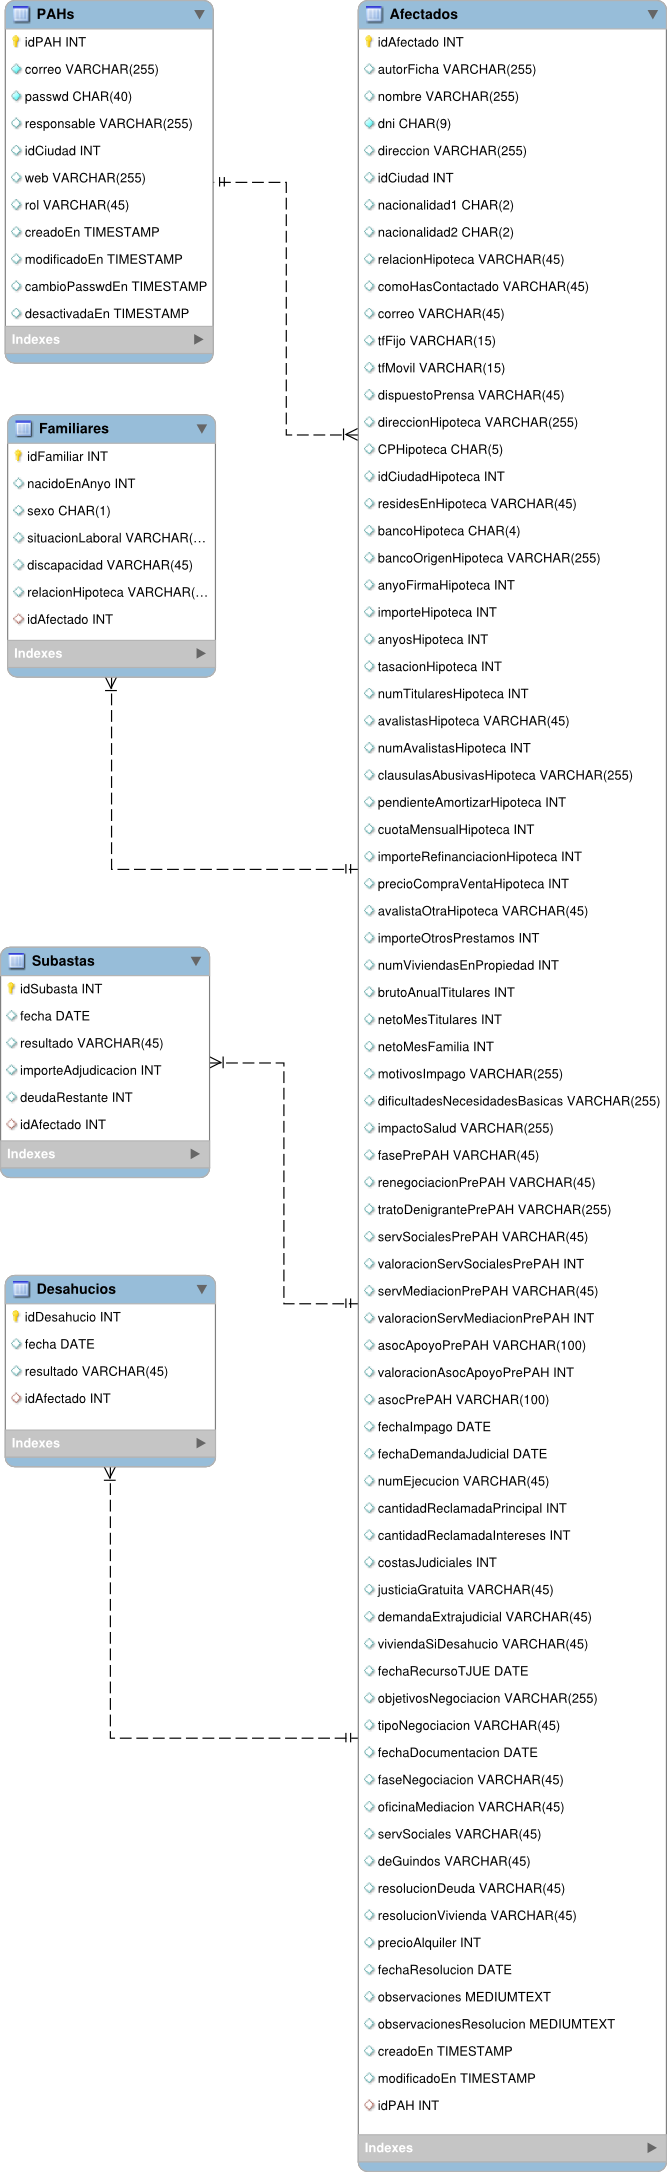 PAHs
idPAH INT
correo VARCHAR(255)
passwd CHAR(40)
responsable VARCHAR(255)
idCiudad INT
web VARCHAR(255)
rol VARCHAR(45)
creadoEn TIMESTAMP
modificadoEn TIMESTAMP
cambioPasswdEn TIMESTAMP
desactivadaEn TIMESTAMP
Indexes
Familiares
idFamiliar INT
nacidoEnAnyo INT
sexo CHAR(1)
situacionLaboral VARCHAR(...
discapacidad VARCHAR(45)
relacionHipoteca VARCHAR(...
idAfectado INT
Indexes
Subastas
idSubasta INT
fecha DATE
resultado VARCHAR(45)
importeAdjudicacion INT
deudaRestante INT
idAfectado INT
Indexes
Desahucios
idDesahucio INT
fecha DATE
resultado VARCHAR(45)
idAfectado INT
Indexes
Afectados
idAfectado INT
autorFicha VARCHAR(255)
nombre VARCHAR(255)
dni CHAR(9)
direccion VARCHAR(255)
idCiudad INT
nacionalidad1 CHAR(2)
nacionalidad2 CHAR(2)
relacionHipoteca VARCHAR(45)
comoHasContactado VARCHAR(45)
correo VARCHAR(45)
tfFijo VARCHAR(15)
tfMovil VARCHAR(15)
dispuestoPrensa VARCHAR(45)
direccionHipoteca VARCHAR(255)
CPHipoteca CHAR(5)
idCiudadHipoteca INT
residesEnHipoteca VARCHAR(45)
bancoHipoteca CHAR(4)
bancoOrigenHipoteca VARCHAR(255)
anyoFirmaHipoteca INT
importeHipoteca INT
anyosHipoteca INT
tasacionHipoteca INT
numTitularesHipoteca INT
avalistasHipoteca VARCHAR(45)
numAvalistasHipoteca INT
clausulasAbusivasHipoteca VARCHAR(255)
pendienteAmortizarHipoteca INT
cuotaMensualHipoteca INT
importeRefinanciacionHipoteca INT
precioCompraVentaHipoteca INT
avalistaOtraHipoteca VARCHAR(45)
importeOtrosPrestamos INT
numViviendasEnPropiedad INT
brutoAnualTitulares INT
netoMesTitulares INT
netoMesFamilia INT
motivosImpago VARCHAR(255)
dificultadesNecesidadesBasicas VARCHAR(255)
impactoSalud VARCHAR(255)
fasePrePAH VARCHAR(45)
renegociacionPrePAH VARCHAR(45)
tratoDenigrantePrePAH VARCHAR(255)
servSocialesPrePAH VARCHAR(45)
valoracionServSocialesPrePAH INT
servMediacionPrePAH VARCHAR(45)
valoracionServMediacionPrePAH INT
asocApoyoPrePAH VARCHAR(100)
valoracionAsocApoyoPrePAH INT
asocPrePAH VARCHAR(100)
fechaImpago DATE
fechaDemandaJudicial DATE
numEjecucion VARCHAR(45)
cantidadReclamadaPrincipal INT
cantidadReclamadaIntereses INT
costasJudiciales INT
justiciaGratuita VARCHAR(45)
demandaExtrajudicial VARCHAR(45)
viviendaSiDesahucio VARCHAR(45)
fechaRecursoTJUE DATE
objetivosNegociacion VARCHAR(255)
tipoNegociacion VARCHAR(45)
fechaDocumentacion DATE
faseNegociacion VARCHAR(45)
oficinaMediacion VARCHAR(45)
servSociales VARCHAR(45)
deGuindos VARCHAR(45)
resolucionDeuda VARCHAR(45)
resolucionVivienda VARCHAR(45)
precioAlquiler INT
fechaResolucion DATE
observaciones MEDIUMTEXT
observacionesResolucion MEDIUMTEXT
creadoEn TIMESTAMP
modificadoEn TIMESTAMP
idPAH INT
Indexes